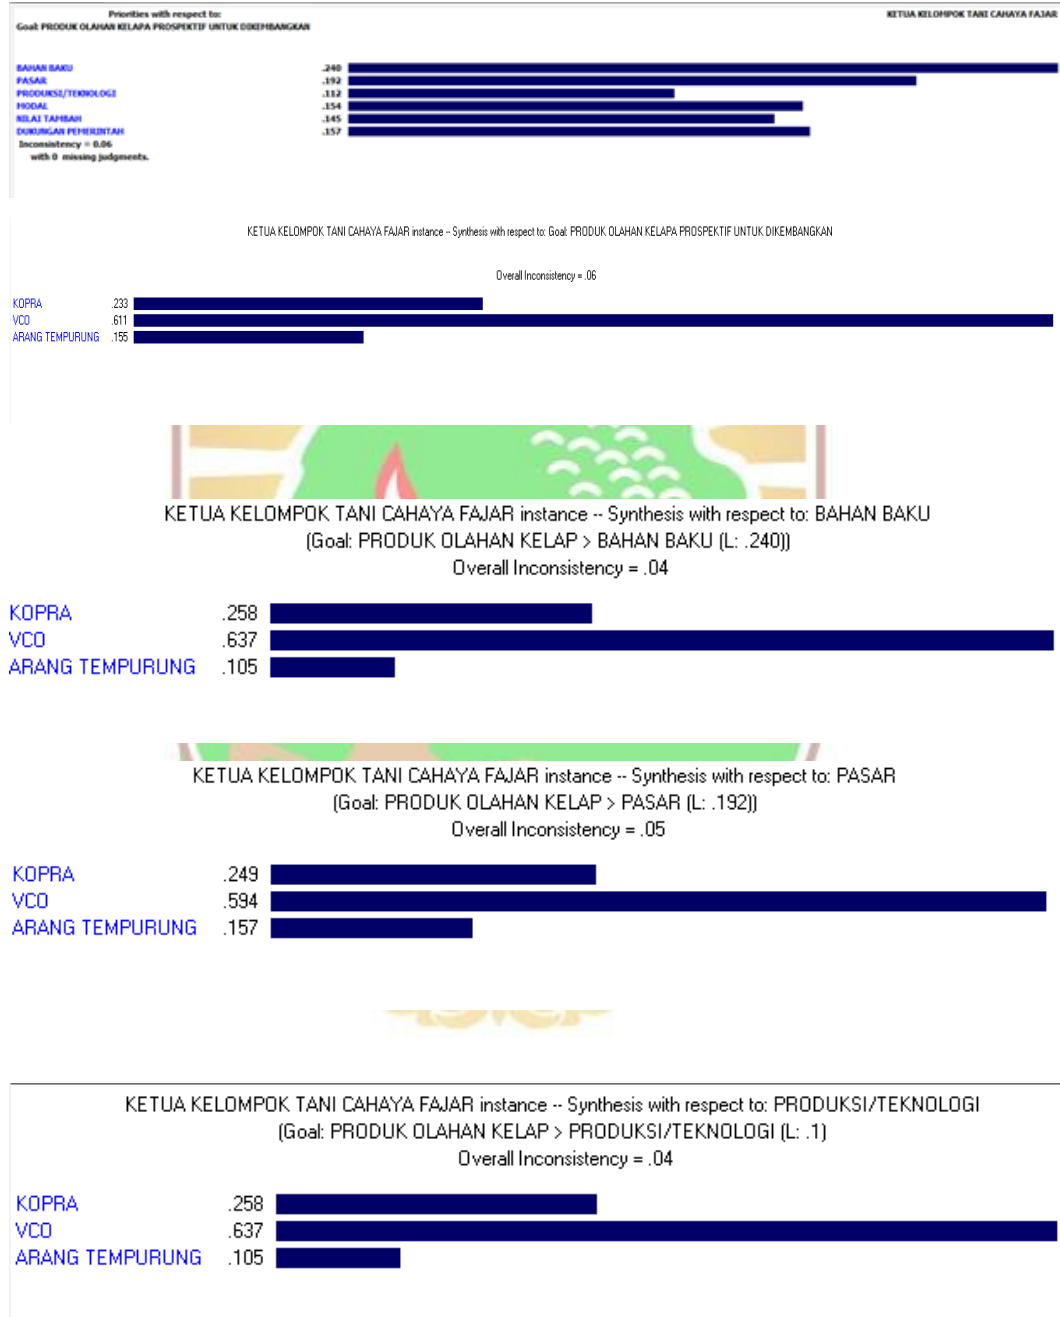 Priorities with respect to:
KETUA KELOMPOK TANI CAHAYA FAJAR
Goal: PRODUK OLAHAN KELAPA PROSPEKTIF UNTUK DIKEMBANGKAN
BAHAN BAKU .240
PASAR .192
PRODUKSI/TEKNOLOGI .112
MODAL .154
NILAI TAMBAH .145
DUKUNGAN PEMERINTAH .157
Inconsistency = 0.06
with 0 missing judgments.
KETUA KELOMPOK TANI CAHAYA FAJAR instance -- Synthesis with respect to: Goal: PRODUK OLAHAN KELAPA PROSPEKTIF UNTUK DIKEMBANGKAN
Overall Inconsistency = .06
KOPRA .233
VCO .611
ARANG TEMPURUNG .155
KETUA KELOMPOK TANI CAHAYA FAJAR instance -- Synthesis with respect to: BAHAN BAKU
(Goal: PRODUK OLAHAN KELAP > BAHAN BAKU (L: .240))
Overall Inconsistency = .04
KOPRA .258
VCO .637
ARANG TEMPURUNG .105
KETUA KELOMPOK TANI CAHAYA FAJAR instance -- Synthesis with respect to: PASAR
(Goal: PRODUK OLAHAN KELAP > PASAR (L: .192))
Overall Inconsistency = .05
KOPRA .249
VCO .594
ARANG TEMPURUNG .157
KETUA KELOMPOK TANI CAHAYA FAJAR instance -- Synthesis with respect to: PRODUKSI/TEKNOLOGI
(Goal: PRODUK OLAHAN KELAP > PRODUKSI/TEKNOLOGI (L: .1)
Overall Inconsistency = .04
KOPRA .258
VCO .637
ARANG TEMPURUNG .105